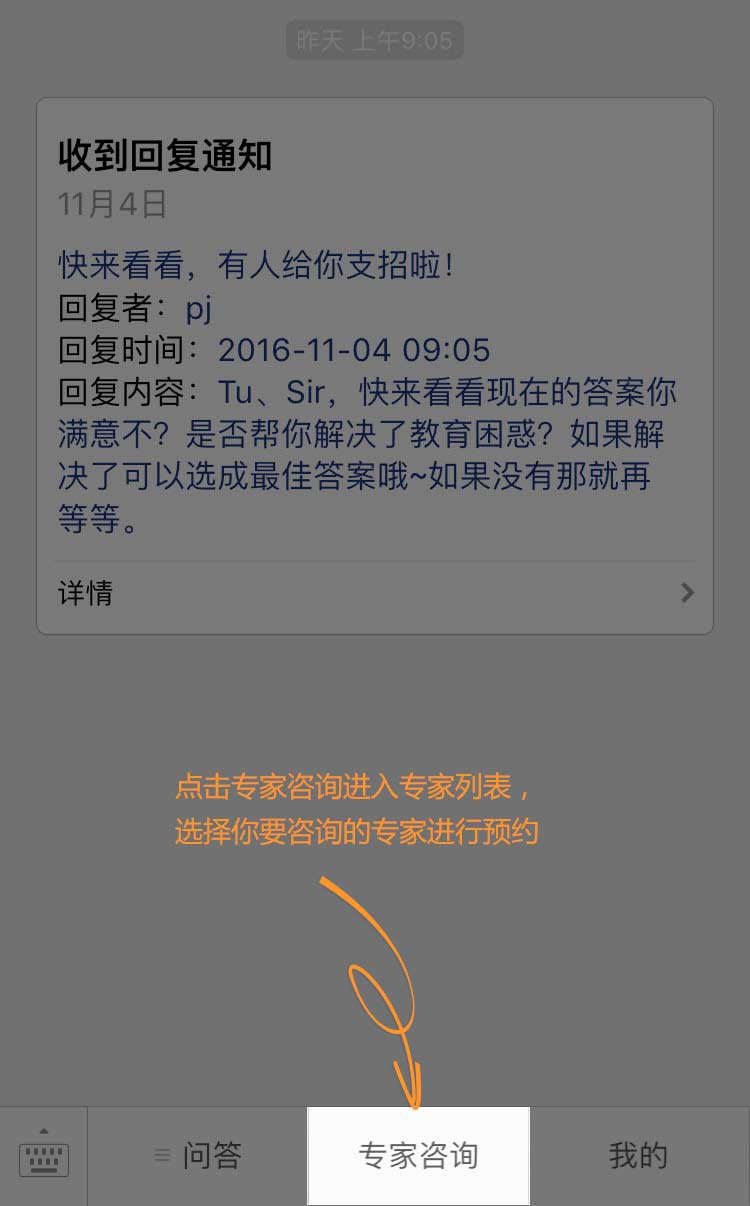 昨天 上午9:05
收到回复通知
11月4日
快来看看，有人给你支招啦！
回复者：pj
回复时间：2016-11-04 09:05
回复内容：Tu、Sir，快来看看现在的答案你
满意不？是否帮你解决了教育困惑？如果解
决了可以选成最佳答案哦~如果没有那就再
等等。
详情
点击专家咨询进入专家列表，
选择你要咨询的专家进行预约
问答
专家咨询
我的